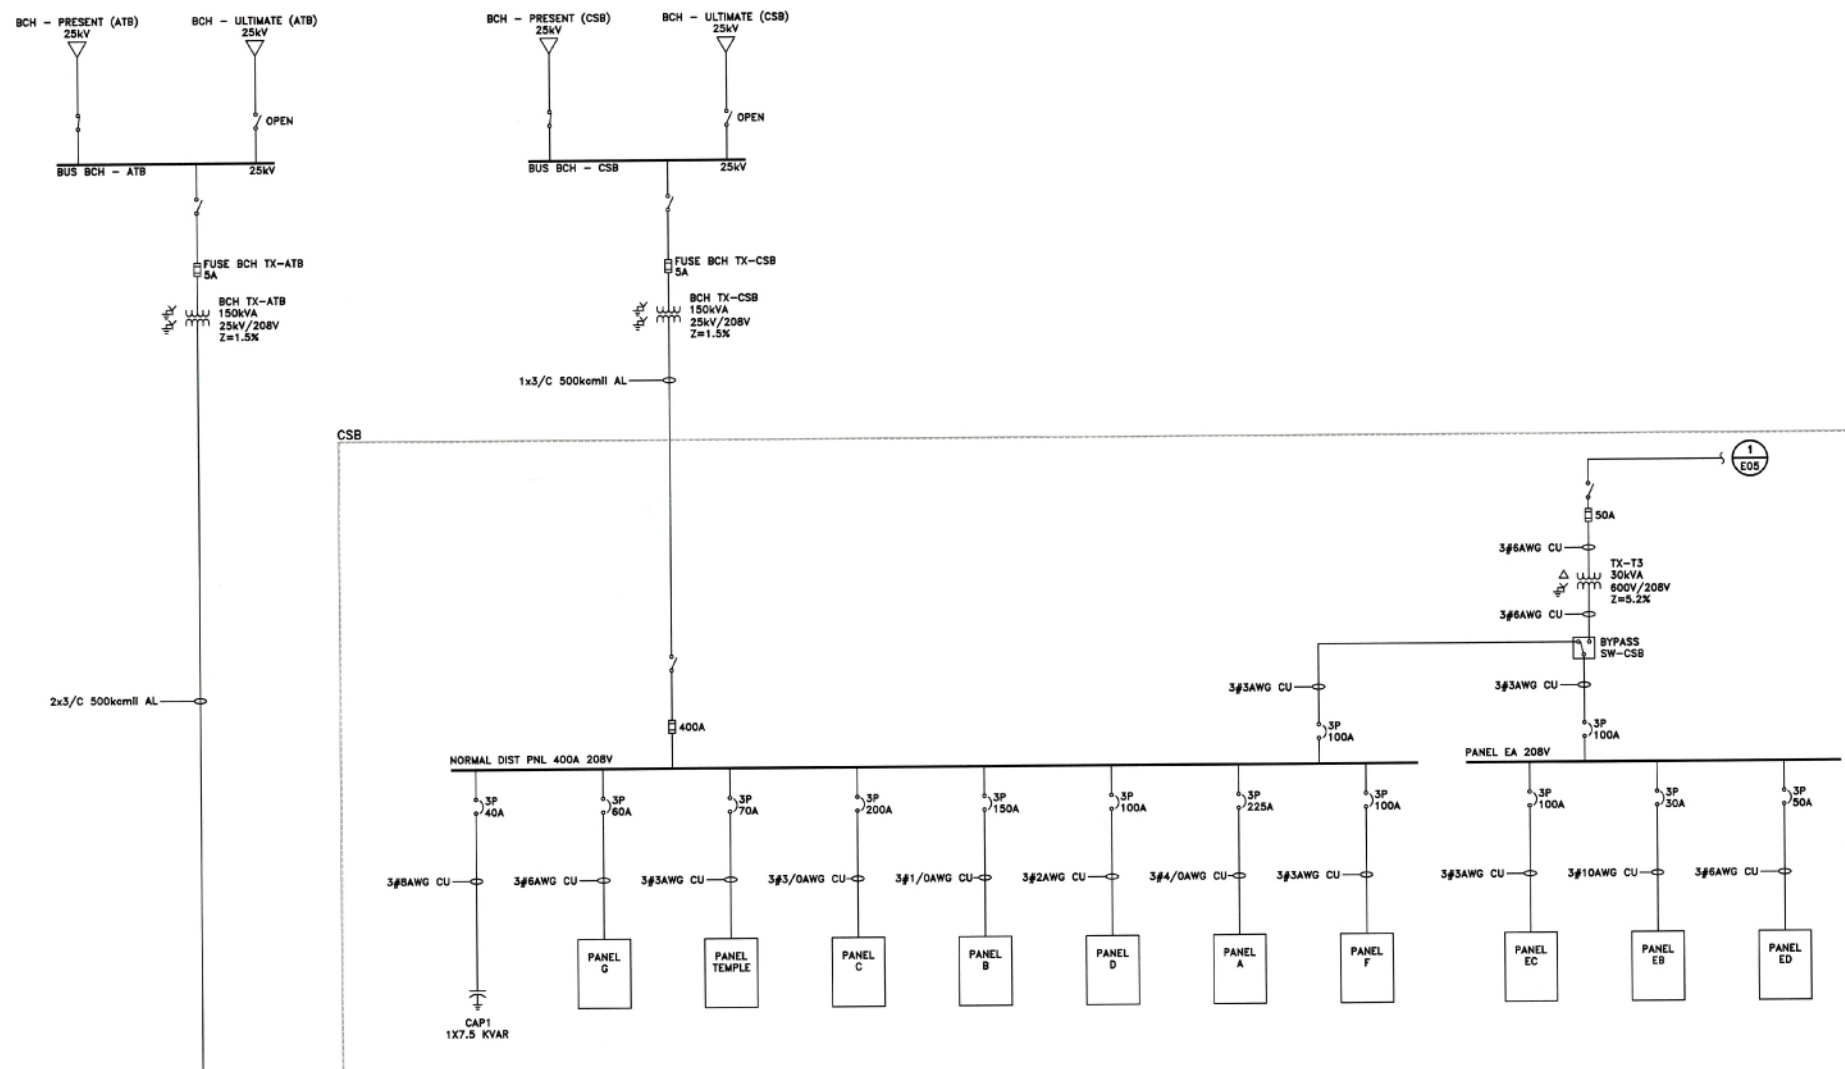 BCH - PRESENT (ATB)
25kV
BCH - ULTIMATE (ATB)
25kV
BCH - PRESENT (CSB)
25kV
BCH - ULTIMATE (CSB)
25kV
OPEN
OPEN
BUS BCH - ATB
25kV
BUS BCH - CSB
25kV
FUSE BCH TX-ATB
5A
FUSE BCH TX-CSB
5A
BCH TX-ATB
150kVA
25kV/208V
Z=1.5%
BCH TX-CSB
150kVA
25kV/208V
Z=1.5%
1x3/C 500kcmil AL
CSB
1
E05
50A
3#6AWG CU
TX-T3
30kVA
600V/208V
Z=5.2%
3#6AWG CU
BYPASS
SW-CSB
2x3/C 500kcmil AL
3#3AWG CU
3#3AWG CU
400A
3P
100A
3P
100A
NORMAL DIST PNL 400A 208V
PANEL EA 208V
3P
40A
3P
60A
3P
70A
3P
200A
3P
150A
3P
100A
3P
225A
3P
100A
3P
100A
3P
30A
3P
50A
3#8AWG CU
3#6AWG CU
3#3AWG CU
3#3/0AWG CU
3#1/0AWG CU
3#2AWG CU
3#4/0AWG CU
3#3AWG CU
3#3AWG CU
3#10AWG CU
3#6AWG CU
PANEL
G
PANEL
TEMPLE
PANEL
C
PANEL
B
PANEL
D
PANEL
A
PANEL
F
PANEL
EC
PANEL
EB
PANEL
ED
CAP1
1X7.5 KVAR